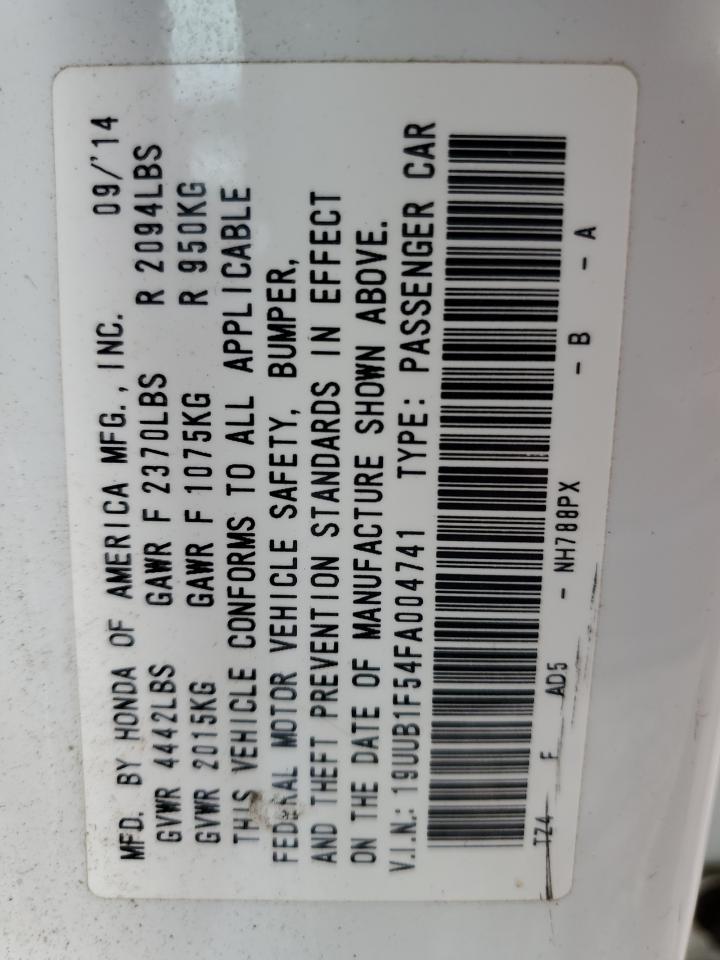 MFD. BY HONDA OF AMERICA MFG., INC. 09/'14
GVWR 4442LBS GAWR F 2370LBS R 2094LBS
GVWR 2015KG GAWR F 1075KG R 950KG
THIS VEHICLE CONFORMS TO ALL APPLICABLE
FEDERAL MOTOR VEHICLE SAFETY, BUMPER,
AND THEFT PREVENTION STANDARDS IN EFFECT
ON THE DATE OF MANUFACTURE SHOWN ABOVE.
V.I.N.: 19UUB1F54FA004741 TYPE: PASSENGER CAR
TZ4 F AD5 - NH788PX - B - A